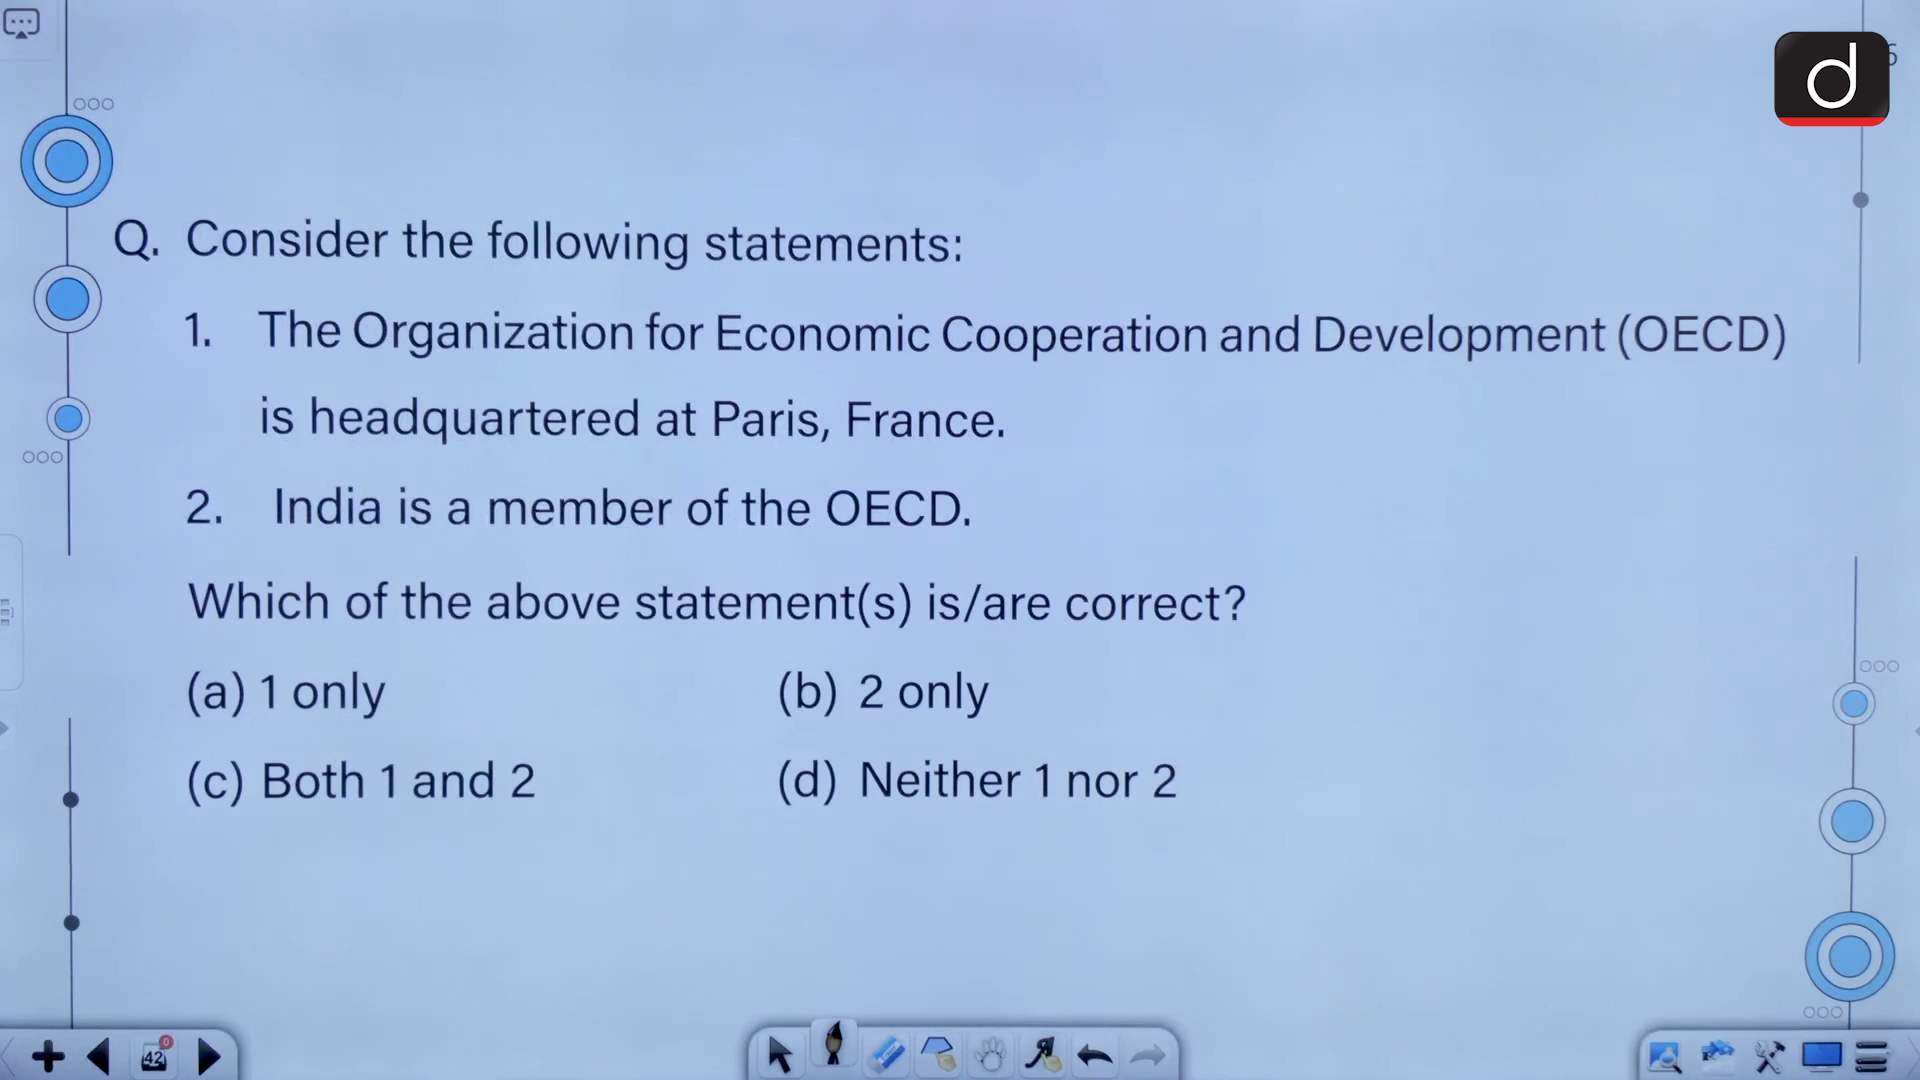 d
Q. Consider the following statements:
1. The Organization for Economic Cooperation and Development (OECD)
is headquartered at Paris, France.
2. India is a member of the OECD.
Which of the above statement(s) is/are correct?
(a) 1 only (b) 2 only
(c) Both 1 and 2 (d) Neither 1 nor 2
42
0